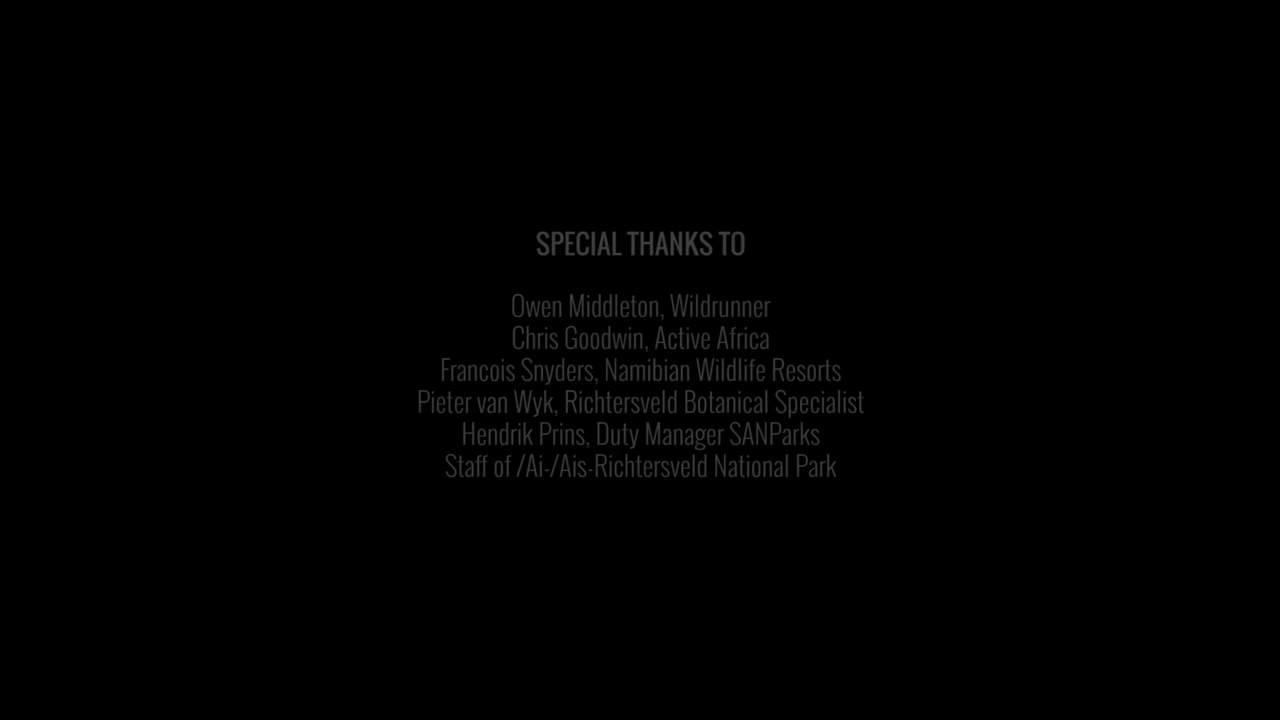 SPECIAL THANKS TO
Owen Middleton, Wildrunner
Chris Goodwin, Active Africa
Francois Snyders, Namibian Wildlife Resorts
Pieter van Wyk, Richtersveld Botanical Specialist
Hendrik Prins, Duty Manager SANParks
Staff of /Ai-/Ais-Richtersveld National Park